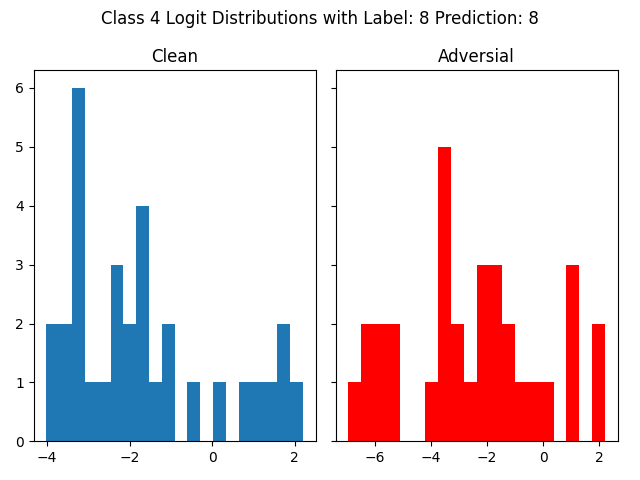 Class 4 Logit Distributions with Label: 8 Prediction: 8
Clean
Adversial
6
5
4
3
2
1
0
−4 −2 0 2
−6 −4 −2 0 2